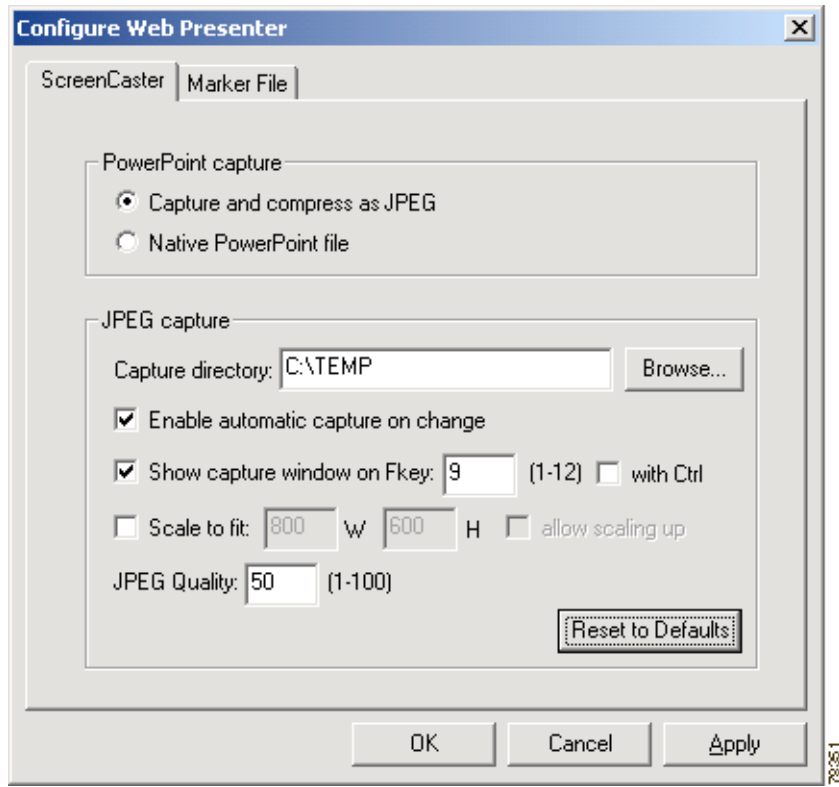 Configure Web Presenter
ScreenCaster
Marker File
PowerPoint capture
Capture and compress as JPEG
Native PowerPoint file
JPEG capture
Capture directory: C:\TEMP Browse...
Enable automatic capture on change
Show capture window on Fkey: 9 (1-12) with Ctrl
Scale to fit: 800 W 600 H allow scaling up
JPEG Quality: 50 (1-100)
Reset to Defaults
OK Cancel Apply
78351